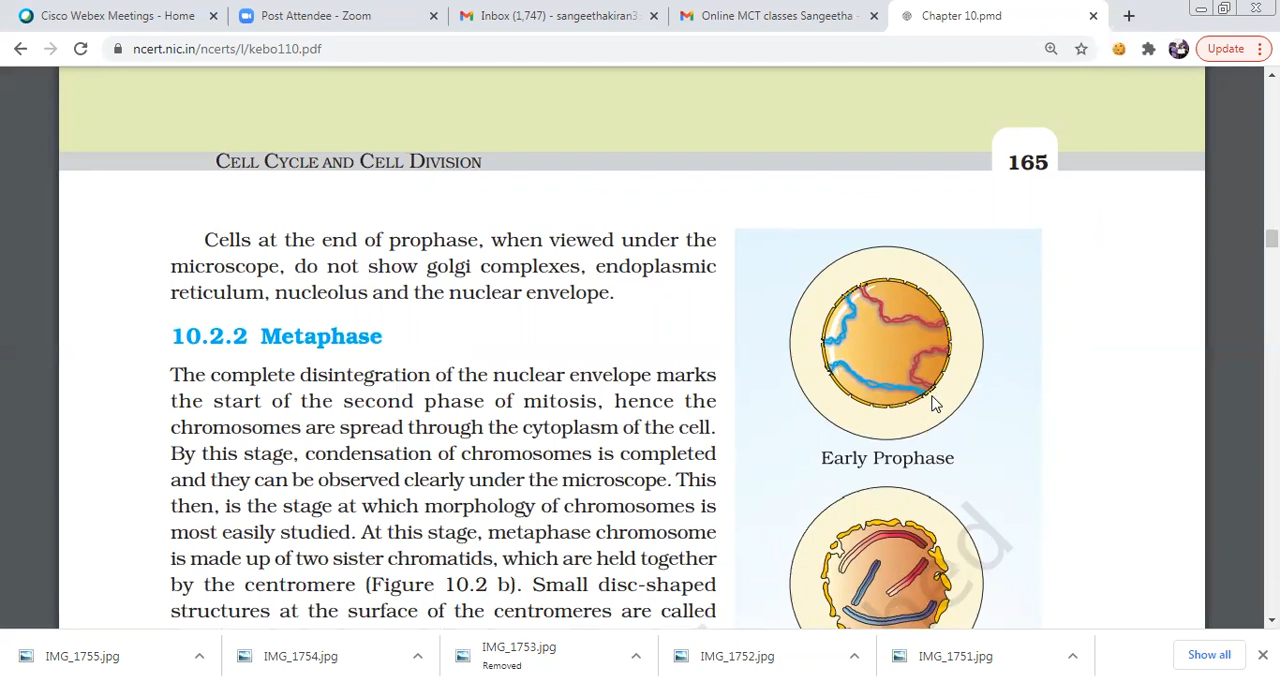 Cisco Webex Meetings - Home
Post Attendee - Zoom
Inbox (1,747) - sangeethakiran3
Online MCT classes Sangeetha -
Chapter 10.pmd
ncert.nic.in/ncerts/l/kebo110.pdf
Update
CELL CYCLE AND CELL DIVISION
165
Cells at the end of prophase, when viewed under the
microscope, do not show golgi complexes, endoplasmic
reticulum, nucleolus and the nuclear envelope.
10.2.2 Metaphase
The complete disintegration of the nuclear envelope marks
the start of the second phase of mitosis, hence the
chromosomes are spread through the cytoplasm of the cell.
By this stage, condensation of chromosomes is completed
and they can be observed clearly under the microscope. This
then, is the stage at which morphology of chromosomes is
most easily studied. At this stage, metaphase chromosome
is made up of two sister chromatids, which are held together
by the centromere (Figure 10.2 b). Small disc-shaped
structures at the surface of the centromeres are called
Early Prophase
IMG_1755.jpg
IMG_1754.jpg
IMG_1753.jpg
Removed
IMG_1752.jpg
IMG_1751.jpg
Show all